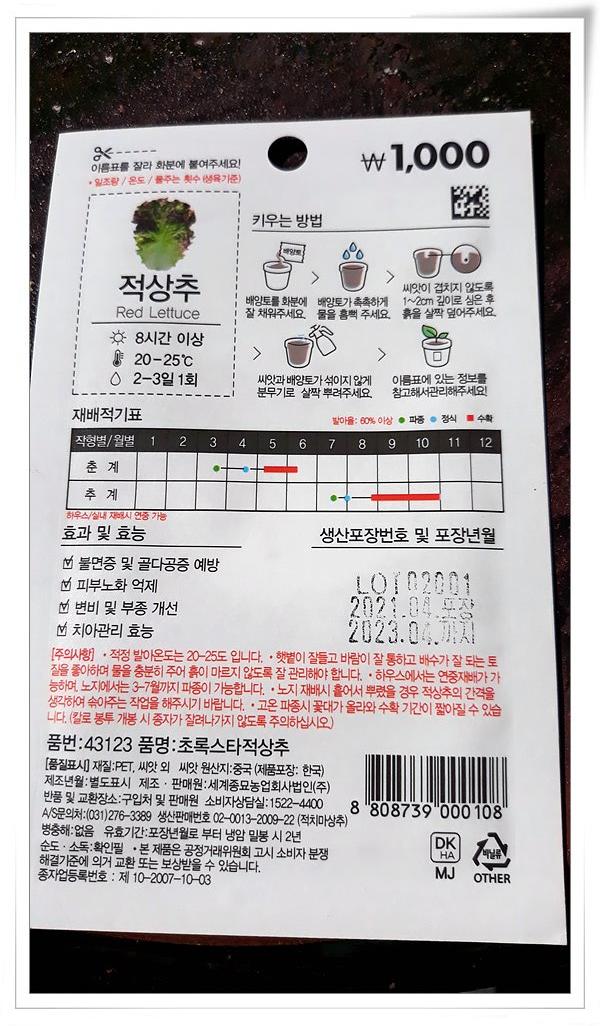 이름표를 잘라 화분에 붙여주세요!
* 일조량 / 온도 / 물주는 횟수 (생육기준)
₩1,000
적상추
Red Lettuce
8시간 이상
20-25℃
2-3일 1회
키우는 방법
배양토
배양토를 화분에
잘 채워주세요.
배양토가 촉촉하게
물을 흠뻑 주세요.
씨앗이 겹치지 않도록
1~2cm 깊이로 심은 후
흙을 살짝 덮어주세요.
씨앗과 배양토가 섞이지 않게
분무기로 살짝 뿌려주세요.
이름표에 있는 정보를
참고해서관리해주세요!
재배적기표
발아율: 60% 이상 ● 파종 ● 정식 ■ 수확
작형별/월별 1 2 3 4 5 6 7 8 9 10 11 12
춘 계
추 계
하우스/실내 재배시 연중 가능
효과 및 효능
불면증 및 골다공증 예방
피부노화 억제
변비 및 부종 개선
치아관리 효능
생산포장번호 및 포장년월
LOT02001
2021.04.포장
2023.04.까지
[주의사항] • 적정 발아온도는 20-25도 입니다. • 햇볕이 잘들고 바람이 잘 통하고 배수가 잘 되는 토
질을 좋아하며 물을 충분히 주어 흙이 마르지 않도록 잘 관리해야 합니다. • 하우스에서는 연중재배가 가
능하며, 노지에서는 3-7월까지 파종이 가능합니다. • 노지 재배시 흩어서 뿌렸을 경우 적상추의 간격을
생각하여 솎아주는 작업을 해주시기 바랍니다. • 고온 파종시 꽃대가 올라와 수확 기간이 짧아질 수 있습
니다. (칼로 봉투 개봉 시 종자가 잘려나가지 않도록 주의하십시오.)
품번:43123 품명:초록스타적상추
[품질표시] 재질:PET, 씨앗 외 씨앗 원산지:중국 (제품포장: 한국)
제조년월:별도표시 제조 · 판매원:세계종묘농업회사법인(주)
반품 및 교환장소:구입처 및 판매원 소비자상담실:1522-4400
A/S문의처:(031)276-3389 생산판매번호 02-0013-2009-22 (적치마상추)
병충해:없음 유효기간:포장년월로 부터 냉암 밀봉 시 2년
순도 · 소독:확인필 • 본 제품은 공정거래위원회 고시 소비자 분쟁
해결기준에 의거 교환 또는 보상받을 수 있습니다.
종자업등록번호 : 제 10-2007-10-03
8 808739 000108
DK
HA
MJ
비닐류
OTHER